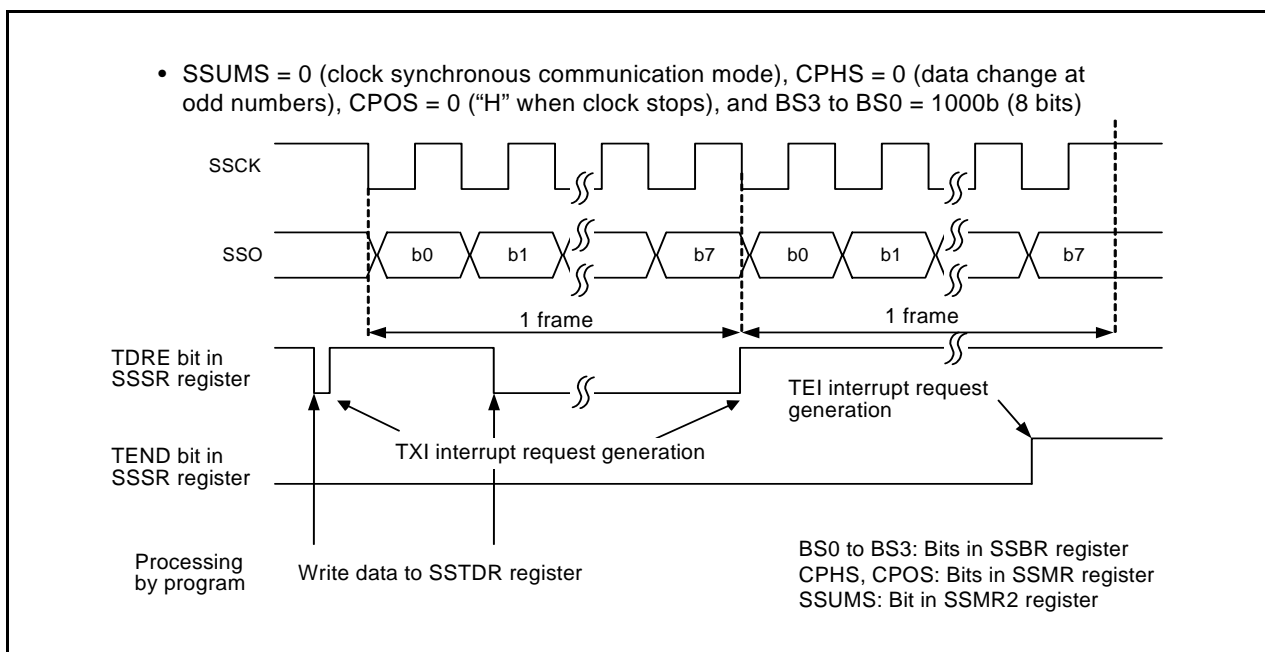 • SSUMS = 0 (clock synchronous communication mode), CPHS = 0 (data change at
odd numbers), CPOS = 0 (“H” when clock stops), and BS3 to BS0 = 1000b (8 bits)
SSCK
SSO
b0
b1
b7
b0
b1
b7
1 frame
1 frame
TDRE bit in
SSSR register
TEI interrupt request
generation
TXI interrupt request generation
TEND bit in
SSSR register
Processing
by program
Write data to SSTDR register
BS0 to BS3: Bits in SSBR register
CPHS, CPOS: Bits in SSMR register
SSUMS: Bit in SSMR2 register